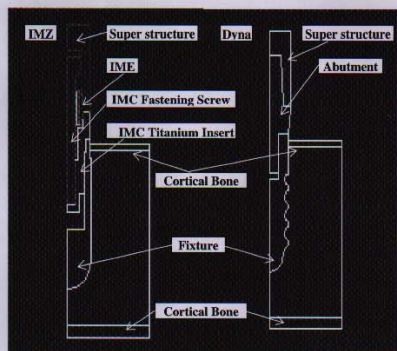 IMZ
Super structure
Dyna
Super structure
IME
Abutment
IMC Fastening Screw
IMC Titanium Insert
Cortical Bone
Fixture
Cortical Bone